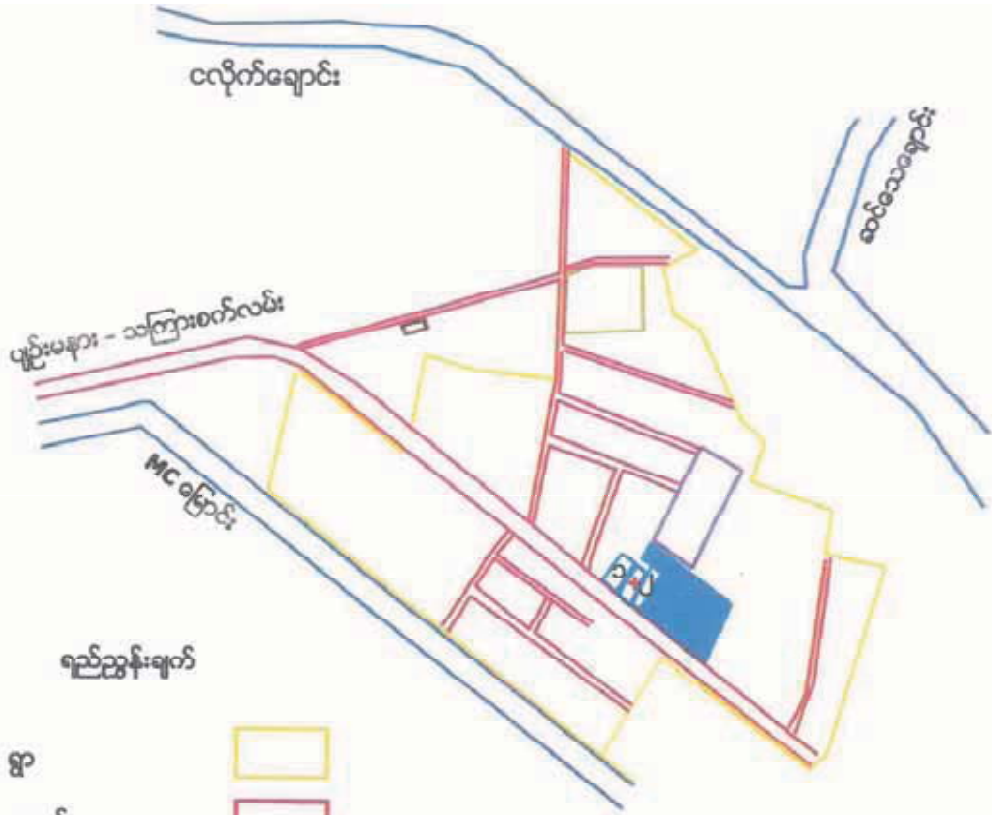 ငလိုက်ချောင်း
ဆင်သေချောင်း
ပျဉ်းမနား - သကြားစက်လမ်း
MC မြောင်း
ရည်ညွှန်းချက်
ရွာ